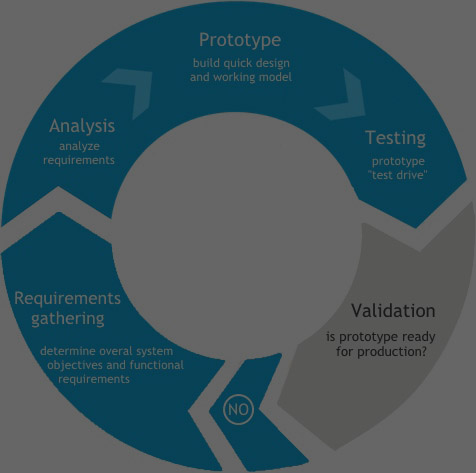 Prototype
build quick design
and working model
Analysis
analyze
requirements
Testing
prototype
"test drive"
Requirements
gathering
determine overal system
objectives and functional
requirements
Validation
is prototype ready
for production?
NO